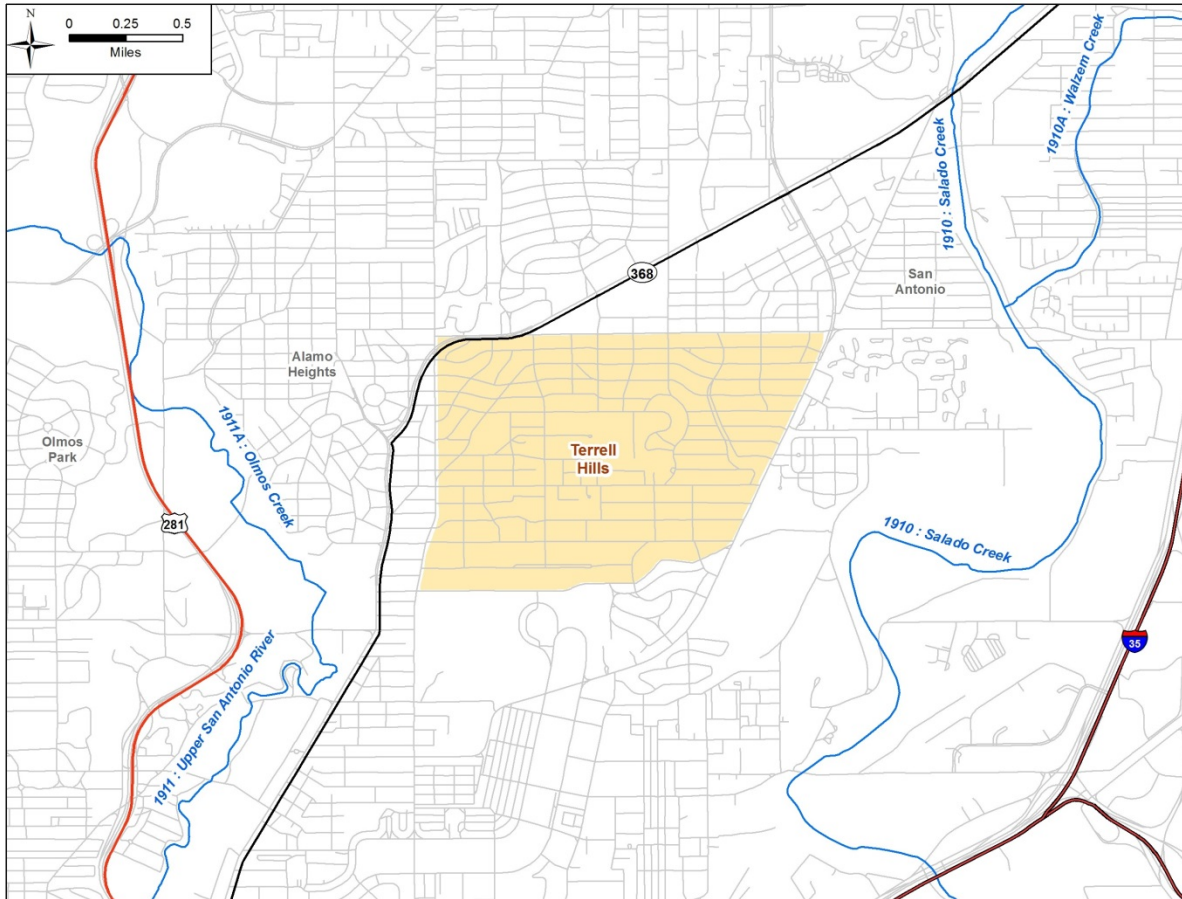 N
0 0.25 0.5
Miles
1910A : Walzem Creek
1910 : Salado Creek
368
San
Antonio
Alamo
Heights
1911A : Olmos Creek
Olmos
Park
Terrell
Hills
281
1910 : Salado Creek
35
1911 : Upper San Antonio River